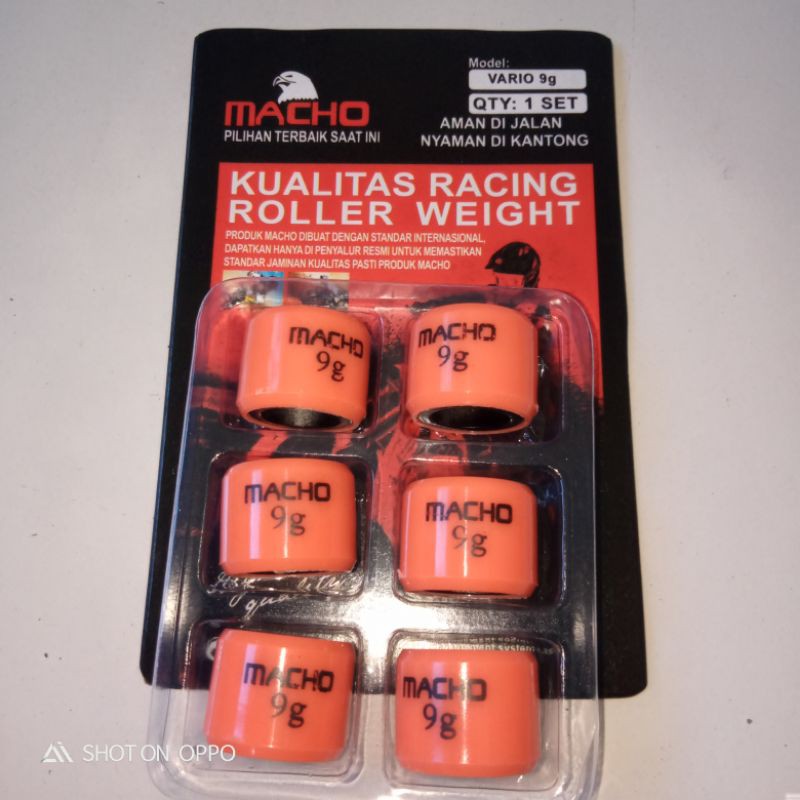 MACHO
PILIHAN TERBAIK SAAT INI
Model:
VARIO 9g
QTY: 1 SET
AMAN DI JALAN
NYAMAN DI KANTONG
KUALITAS RACING
ROLLER WEIGHT
PRODUK MACHO DIBUAT DENGAN STANDAR INTERNASIONAL,
DAPATKAN HANYA DI PENYALUR RESMI UNTUK MEMASTIKAN
STANDAR JAMINAN KUALITAS PASTI PRODUK MACHO
MACHO
9g
MACHO
9g
MACHO
9g
MACHO
9g
MACHO
9g
MACHO
9g
SHOT ON OPPO